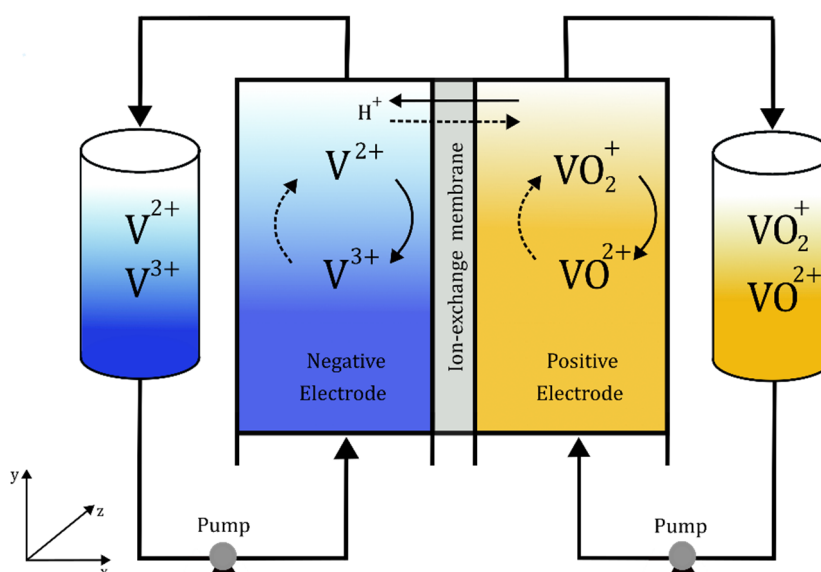 H⁺
V²⁺
V³⁺
Negative
Electrode
Ion-exchange membrane
VO₂⁺
VO²⁺
Positive
Electrode
V²⁺
V³⁺
VO₂⁺
VO²⁺
y
z
x
Pump
Pump